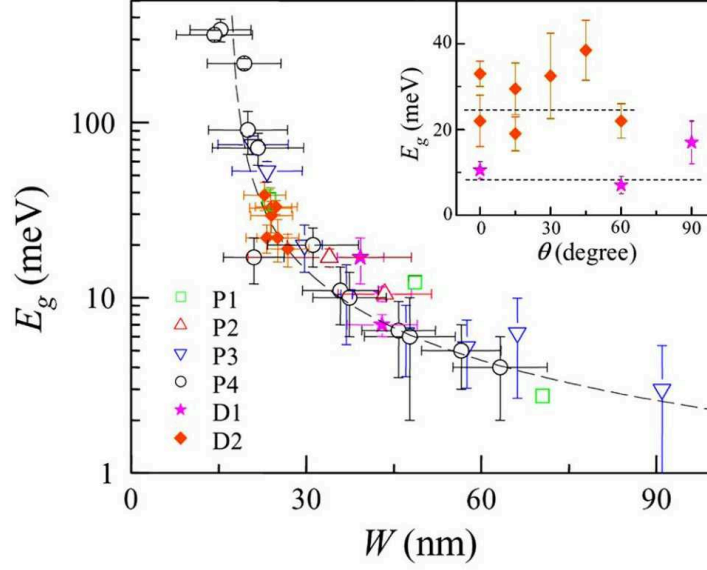 E_g (meV)
100
10
1
0
30
60
90
W (nm)
P1
P2
P3
P4
D1
D2
E_g (meV)
40
20
0
0
30
60
90
θ (degree)